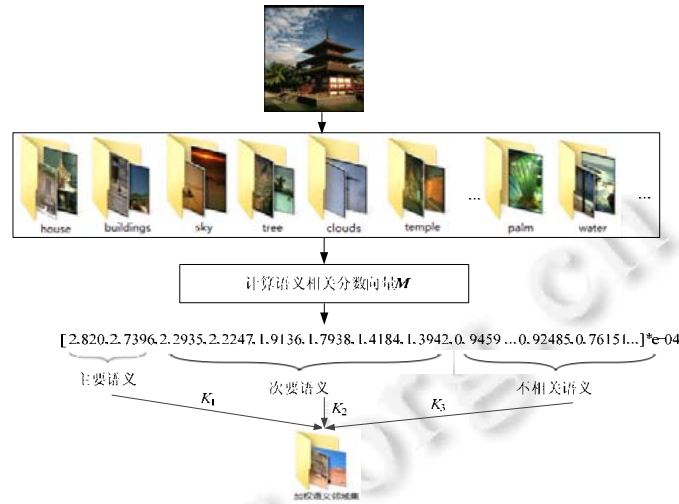 house buildings sky tree clouds temple ... palm water ...
计算语义相关分数向量M
[2.820,2.7396,2.2935,2.2247,1.9136,1.7938,1.4184,1.3942,0.9459 ...0.92485,0.76151...]*e-04
主要语义 次要语义 不相关语义
K1 K2 K3
加权语义邻域集